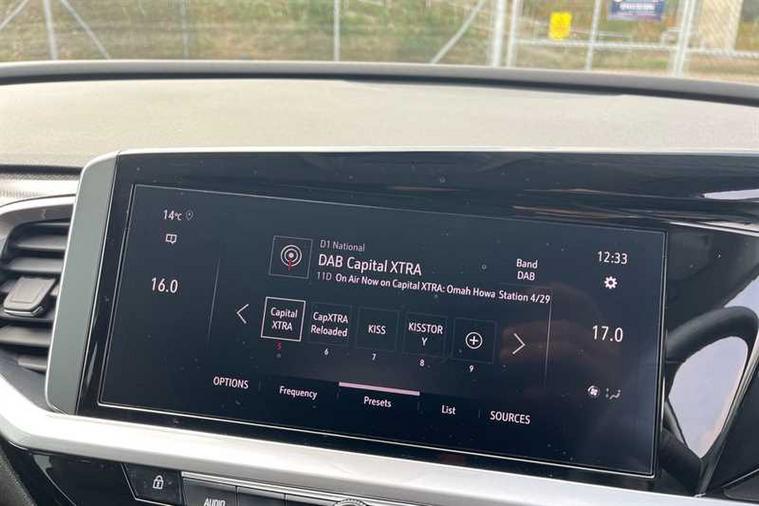 14°C
D1 National
12:33
DAB Capital XTRA
Band
DAB
11D On Air Now on Capital XTRA: Omah Howa Station 4/29
16.0
17.0
Capital
XTRA
5
CapXTRA
Reloaded
6
KISS
7
KISSTOR
Y
8
9
OPTIONS
Frequency
Presets
List
SOURCES
AUDIO